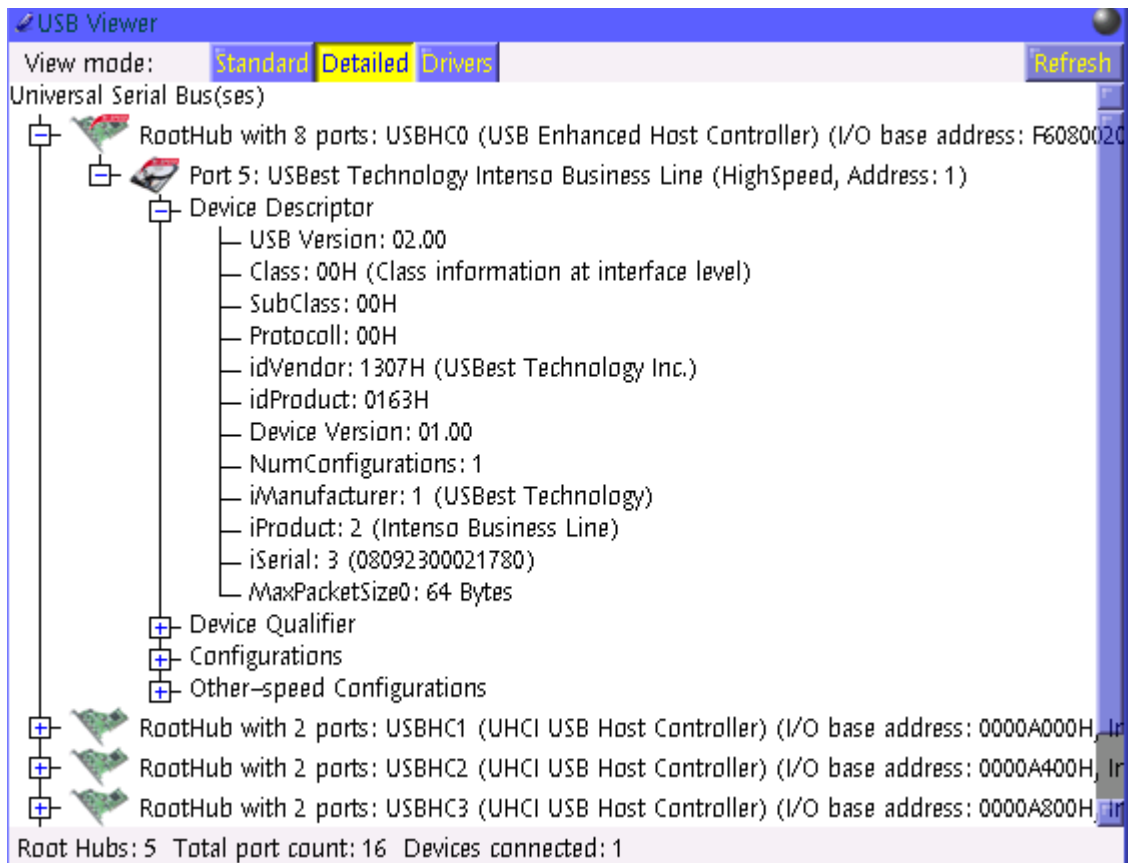 USB Viewer
View mode: Standard Detailed Drivers Refresh
Universal Serial Bus(ses)
RootHub with 8 ports: USBHC0 (USB Enhanced Host Controller) (I/O base address: F6080020
Port 5: USBest Technology Intenso Business Line (HighSpeed, Address: 1)
Device Descriptor
USB Version: 02.00
Class: 00H (Class information at interface level)
SubClass: 00H
Protocoll: 00H
idVendor: 1307H (USBest Technology Inc.)
idProduct: 0163H
Device Version: 01.00
NumConfigurations: 1
iManufacturer: 1 (USBest Technology)
iProduct: 2 (Intenso Business Line)
iSerial: 3 (08092300021780)
MaxPacketSize0: 64 Bytes
Device Qualifier
Configurations
Other-speed Configurations
RootHub with 2 ports: USBHC1 (UHCI USB Host Controller) (I/O base address: 0000A000H,
RootHub with 2 ports: USBHC2 (UHCI USB Host Controller) (I/O base address: 0000A400H,
RootHub with 2 ports: USBHC3 (UHCI USB Host Controller) (I/O base address: 0000A800H,
Root Hubs: 5 Total port count: 16 Devices connected: 1